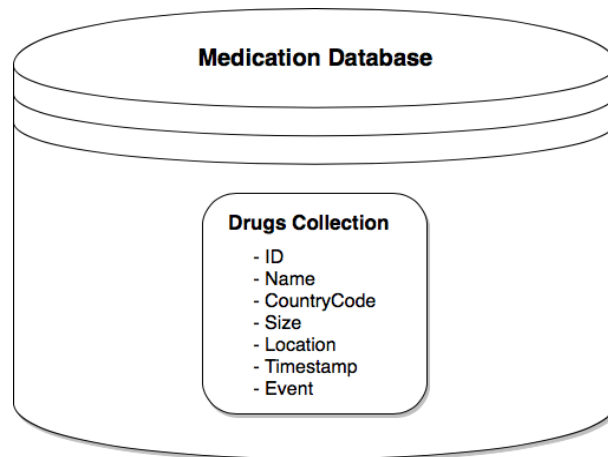 Medication Database
Drugs Collection
- ID
- Name
- CountryCode
- Size
- Location
- Timestamp
- Event